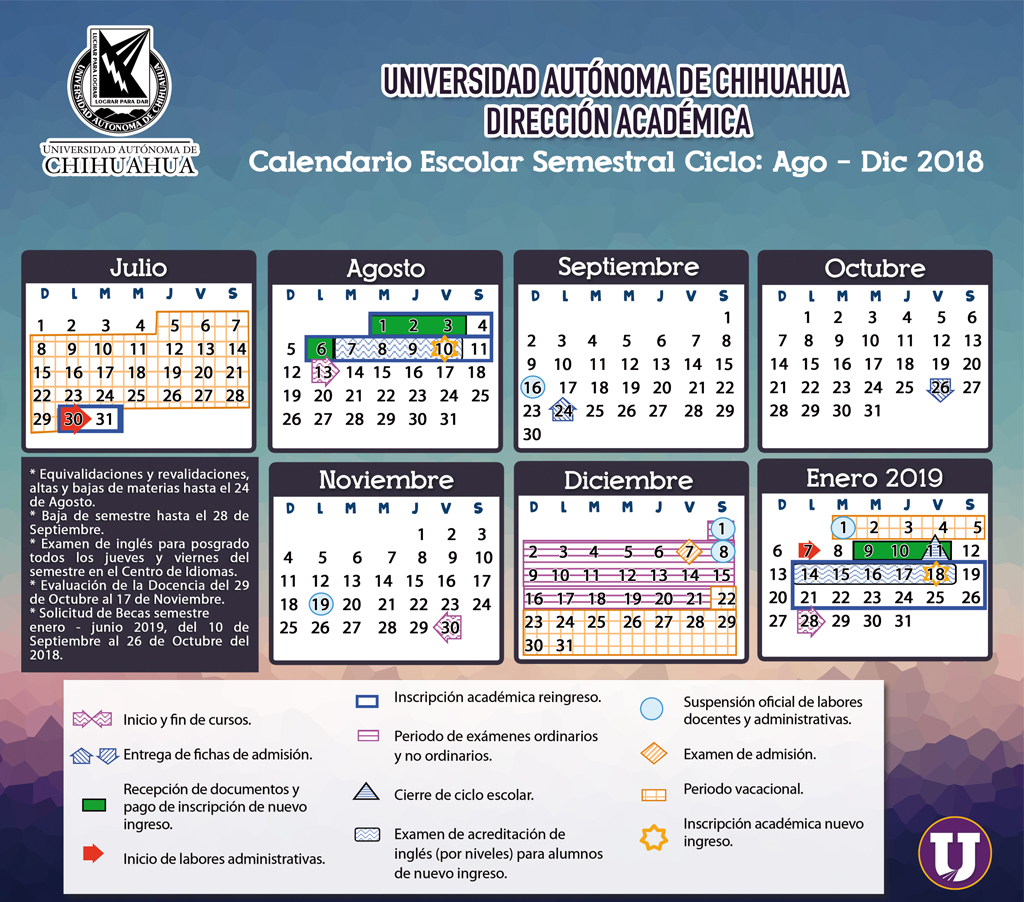 LUCHAR PARA LOGRAR
LOGRAR PARA DAR
UNIVERSIDAD AUTONOMA DE CHIHUAHUA
UNIVERSIDAD AUTÓNOMA DE
CHIHUAHUA
UNIVERSIDAD AUTÓNOMA DE CHIHUAHUA
DIRECCIÓN ACADÉMICA
Calendario Escolar Semestral Ciclo: Ago – Dic 2018
Julio
D L M M J V S
1 2 3 4 5 6 7
8 9 10 11 12 13 14
15 16 17 18 19 20 21
22 23 24 25 26 27 28
29 30 31
Agosto
D L M M J V S
1 2 3 4
5 6 7 8 9 10 11
12 13 14 15 16 17 18
19 20 21 22 23 24 25
26 27 28 29 30 31
Septiembre
D L M M J V S
1
2 3 4 5 6 7 8
9 10 11 12 13 14 15
16 17 18 19 20 21 22
23 24 25 26 27 28 29
30
Octubre
D L M M J V S
1 2 3 4 5 6
7 8 9 10 11 12 13
14 15 16 17 18 19 20
21 22 23 24 25 26 27
28 29 30 31
* Equivalidaciones y revalidaciones,
altas y bajas de materias hasta el 24
de Agosto.
* Baja de semestre hasta el 28 de
Septiembre.
* Examen de inglés para posgrado
todos los jueves y viernes del
semestre en el Centro de Idiomas.
* Evaluación de la Docencia del 29
de Octubre al 17 de Noviembre.
* Solicitud de Becas semestre
enero - junio 2019, del 10 de
Septiembre al 26 de Octubre del
2018.
Noviembre
D L M M J V S
1 2 3
4 5 6 7 8 9 10
11 12 13 14 15 16 17
18 19 20 21 22 23 24
25 26 27 28 29 30
Diciembre
D L M M J V S
1
2 3 4 5 6 7 8
9 10 11 12 13 14 15
16 17 18 19 20 21 22
23 24 25 26 27 28 29
30 31
Enero 2019
D L M M J V S
1 2 3 4 5
6 7 8 9 10 11 12
13 14 15 16 17 18 19
20 21 22 23 24 25 26
27 28 29 30 31
Inicio y fin de cursos.
Entrega de fichas de admisión.
Recepción de documentos y
pago de inscripción de nuevo
ingreso.
Inicio de labores administrativas.
Inscripción académica reingreso.
Periodo de exámenes ordinarios
y no ordinarios.
Cierre de ciclo escolar.
Examen de acreditación de
inglés (por niveles) para alumnos
de nuevo ingreso.
Suspensión oficial de labores
docentes y administrativas.
Examen de admisión.
Periodo vacacional.
Inscripción académica nuevo
ingreso.
U